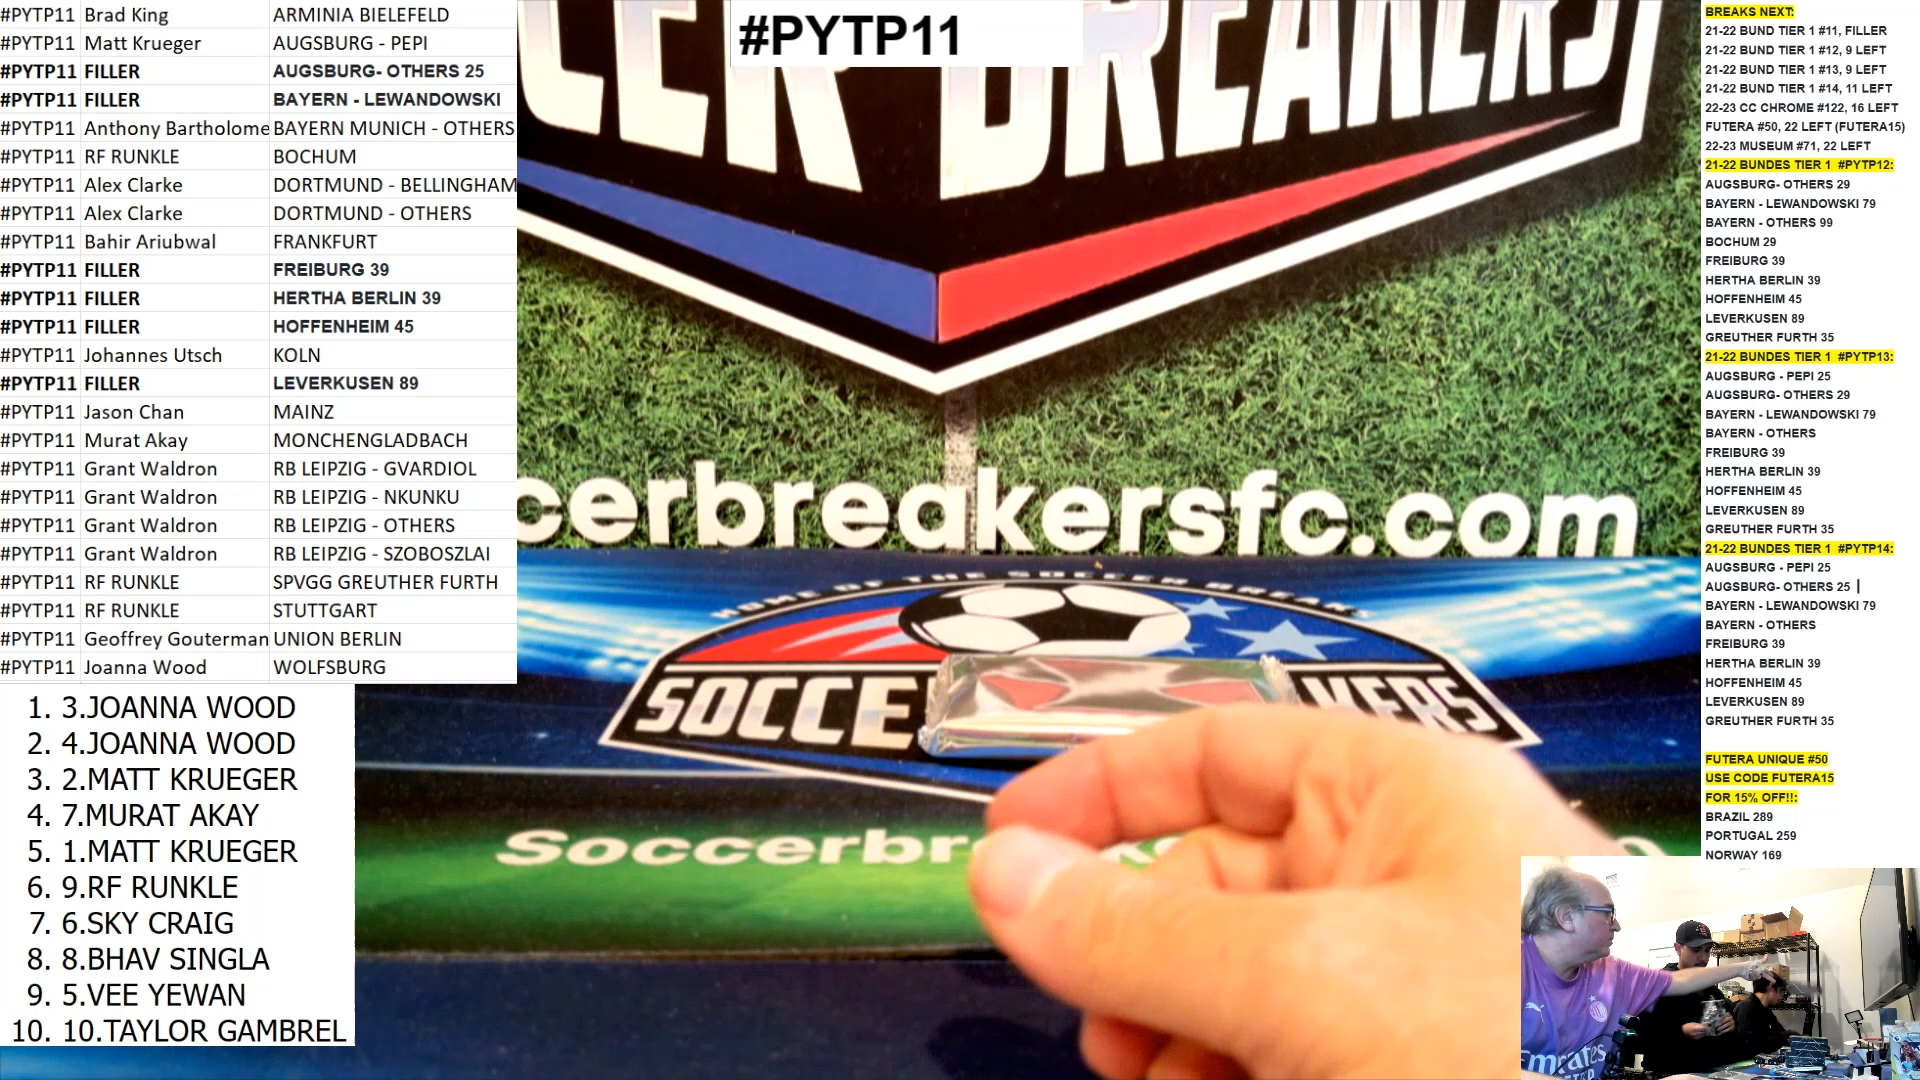 #PYTP11 Brad King ARMINIA BIELEFELD
#PYTP11 Matt Krueger AUGSBURG - PEPI
#PYTP11 FILLER AUGSBURG- OTHERS 25
#PYTP11 FILLER BAYERN - LEWANDOWSKI
#PYTP11 Anthony Bartholome BAYERN MUNICH - OTHERS
#PYTP11 RF RUNKLE BOCHUM
#PYTP11 Alex Clarke DORTMUND - BELLINGHAM
#PYTP11 Alex Clarke DORTMUND - OTHERS
#PYTP11 Bahir Ariubwal FRANKFURT
#PYTP11 FILLER FREIBURG 39
#PYTP11 FILLER HERTHA BERLIN 39
#PYTP11 FILLER HOFFENHEIM 45
#PYTP11 Johannes Utsch KOLN
#PYTP11 FILLER LEVERKUSEN 89
#PYTP11 Jason Chan MAINZ
#PYTP11 Murat Akay MONCHENGLADBACH
#PYTP11 Grant Waldron RB LEIPZIG - GVARDIOL
#PYTP11 Grant Waldron RB LEIPZIG - NKUNKU
#PYTP11 Grant Waldron RB LEIPZIG - OTHERS
#PYTP11 Grant Waldron RB LEIPZIG - SZOBOSZLAI
#PYTP11 RF RUNKLE SPVGG GREUTHER FURTH
#PYTP11 RF RUNKLE STUTTGART
#PYTP11 Geoffrey Gouterman UNION BERLIN
#PYTP11 Joanna Wood WOLFSBURG
1. 3.JOANNA WOOD
2. 4.JOANNA WOOD
3. 2.MATT KRUEGER
4. 7.MURAT AKAY
5. 1.MATT KRUEGER
6. 9.RF RUNKLE
7. 6.SKY CRAIG
8. 8.BHAV SINGLA
9. 5.VEE YEWAN
10. 10.TAYLOR GAMBREL
#PYTP11
CER BREAKERS
cerbreakersfc.com
HOME OF THE SOCCER BREAK
SOCCE KERS
Soccerbr
BREAKS NEXT:
21-22 BUND TIER 1 #11, FILLER
21-22 BUND TIER 1 #12, 9 LEFT
21-22 BUND TIER 1 #13, 9 LEFT
21-22 BUND TIER 1 #14, 11 LEFT
22-23 CC CHROME #122, 16 LEFT
FUTERA #50, 22 LEFT (FUTERA15)
22-23 MUSEUM #71, 22 LEFT
21-22 BUNDES TIER 1 #PYTP12:
AUGSBURG- OTHERS 29
BAYERN - LEWANDOWSKI 79
BAYERN - OTHERS 99
BOCHUM 29
FREIBURG 39
HERTHA BERLIN 39
HOFFENHEIM 45
LEVERKUSEN 89
GREUTHER FURTH 35
21-22 BUNDES TIER 1 #PYTP13:
AUGSBURG - PEPI 25
AUGSBURG- OTHERS 29
BAYERN - LEWANDOWSKI 79
BAYERN - OTHERS
FREIBURG 39
HERTHA BERLIN 39
HOFFENHEIM 45
LEVERKUSEN 89
GREUTHER FURTH 35
21-22 BUNDES TIER 1 #PYTP14:
AUGSBURG - PEPI 25
AUGSBURG- OTHERS 25
BAYERN - LEWANDOWSKI 79
BAYERN - OTHERS
FREIBURG 39
HERTHA BERLIN 39
HOFFENHEIM 45
LEVERKUSEN 89
GREUTHER FURTH 35
FUTERA UNIQUE #50
USE CODE FUTERA15
FOR 15% OFF!!:
BRAZIL 289
PORTUGAL 259
NORWAY 169